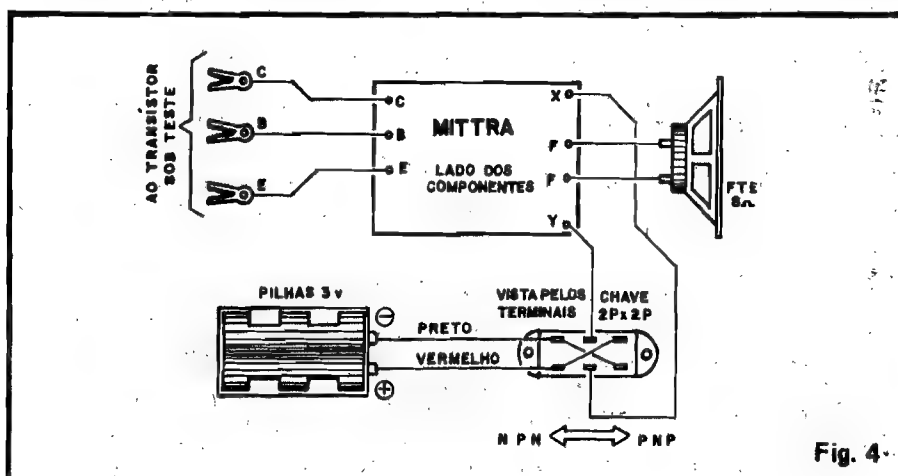 AO TRANSÍSTOR
SOB TESTE
C
B
E
C
B
E
MITTRA
LADO DOS
COMPONENTES
X
F
F
Y
FTE
8Ω
PILHAS 3 v
PRETO
VERMELHO
VISTA PELOS
TERMINAIS
CHAVE
2P x 2P
NPN
PNP
Fig. 4